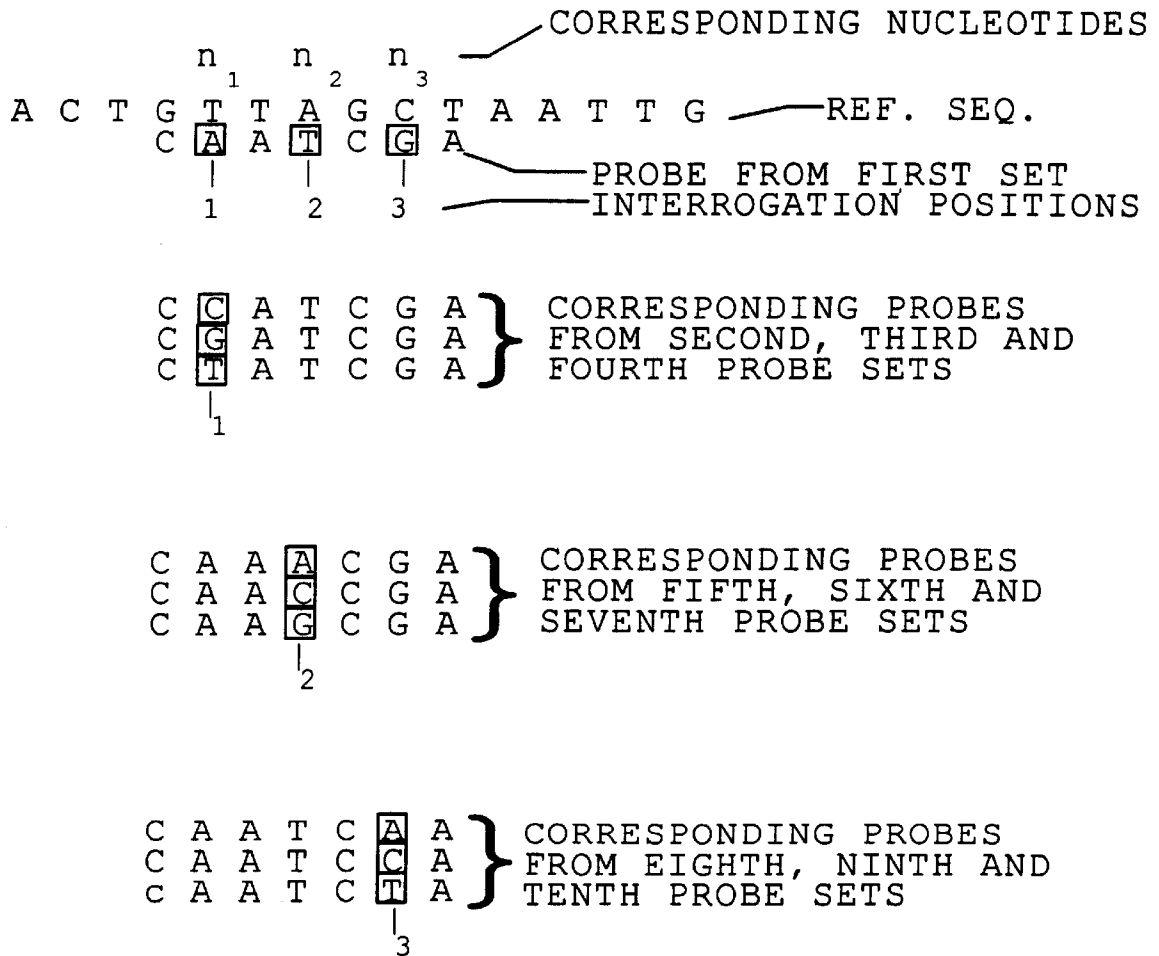 CORRESPONDING NUCLEOTIDES
n1 n2 n3
A C T G T T A G C T A A T T G REF. SEQ.
C A A T C G A
PROBE FROM FIRST SET
1 2 3 INTERROGATION POSITIONS
C C A T C G A CORRESPONDING PROBES
C G A T C G A FROM SECOND, THIRD AND
C T A T C G A FOURTH PROBE SETS
1
C A A A C G A CORRESPONDING PROBES
C A A C C G A FROM FIFTH, SIXTH AND
C A A G C G A SEVENTH PROBE SETS
2
C A A T C A A CORRESPONDING PROBES
C A A T C C A FROM EIGHTH, NINTH AND
c A A T C T A TENTH PROBE SETS
3